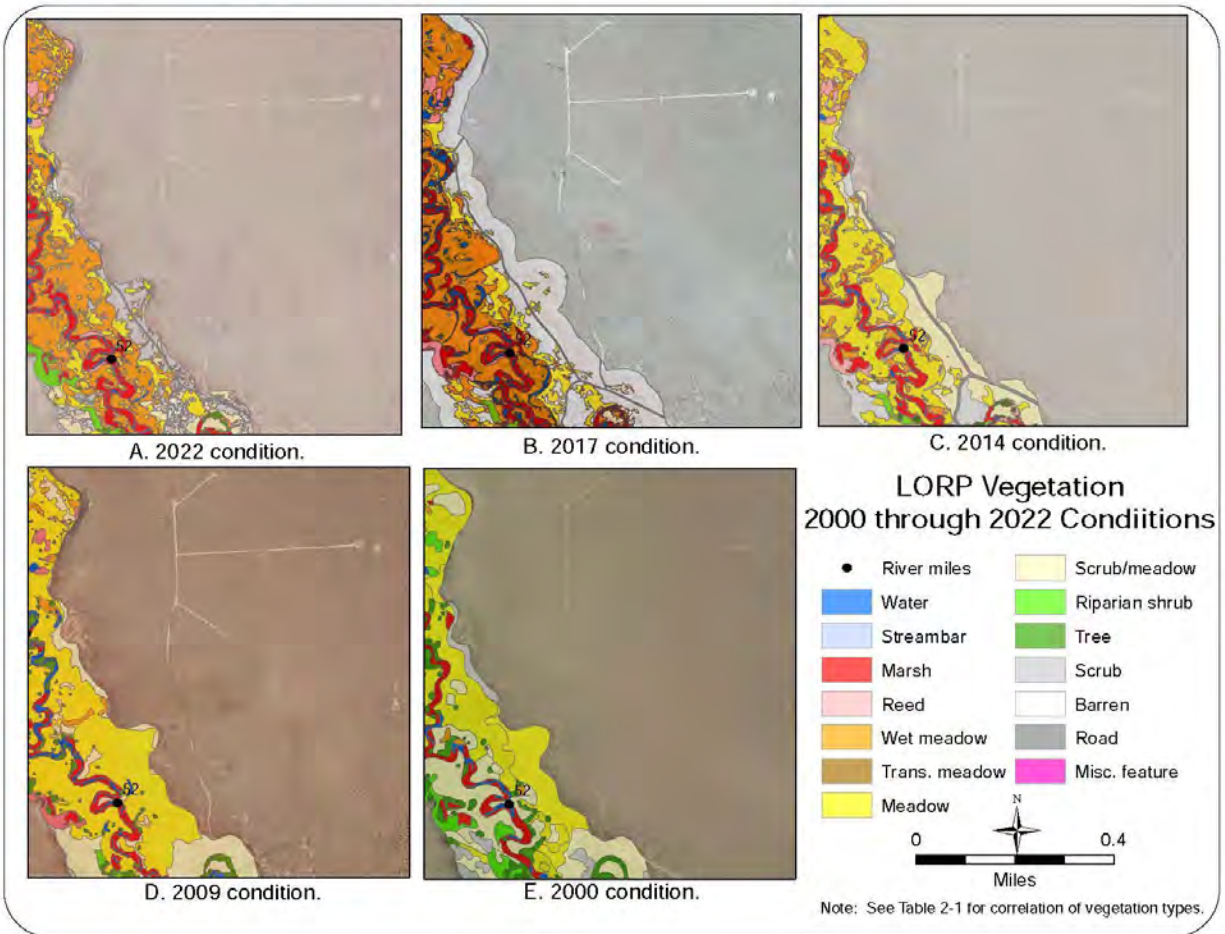 52
52
52
A. 2022 condition.
B. 2017 condition.
C. 2014 condition.
52
52
D. 2009 condition.
E. 2000 condition.
LORP Vegetation
2000 through 2022 Condiitions
River miles
Water
Streambar
Marsh
Reed
Wet meadow
Trans. meadow
Meadow
Scrub/meadow
Riparian shrub
Tree
Scrub
Barren
Road
Misc. feature
N
0 0.4
Miles
Note: See Table 2-1 for correlation of vegetation types.